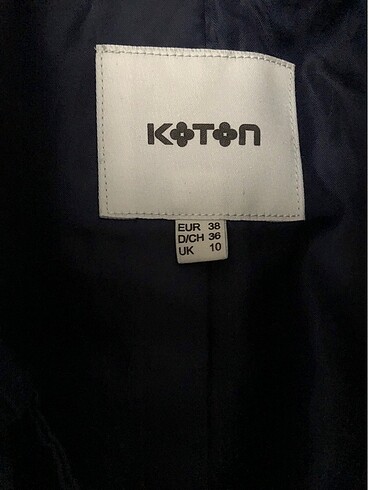 KOTON
EUR 38
D/CH 36
UK 10